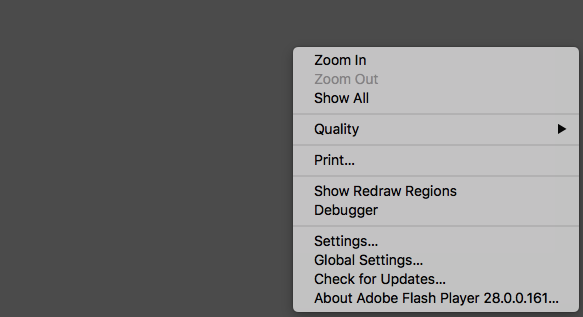 Zoom In
Zoom Out
Show All
Quality
Print...
Show Redraw Regions
Debugger
Settings...
Global Settings...
Check for Updates...
About Adobe Flash Player 28.0.0.161...